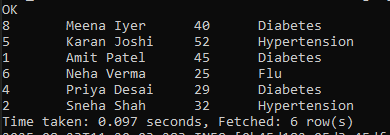 OK
8 Meena Iyer 40 Diabetes
5 Karan Joshi 52 Hypertension
1 Amit Patel 45 Diabetes
6 Neha Verma 25 Flu
4 Priya Desai 29 Diabetes
2 Sneha Shah 32 Hypertension
Time taken: 0.097 seconds, Fetched: 6 row(s)